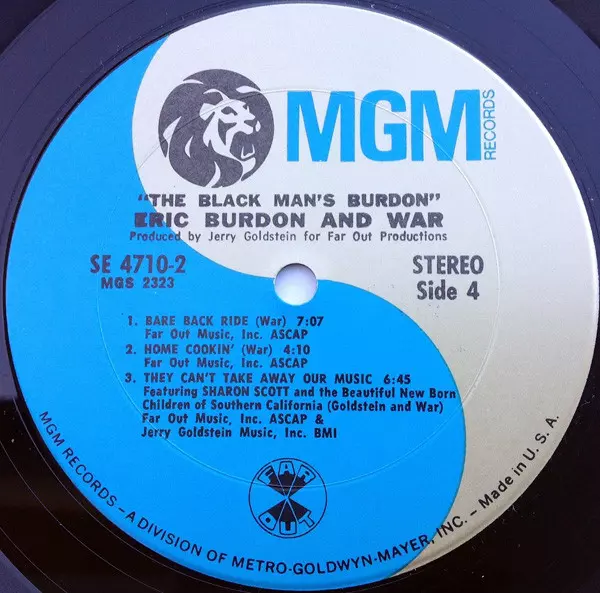 MGM
RECORDS
"THE BLACK MAN'S BURDON"
ERIC BURDON AND WAR
Produced by Jerry Goldstein for Far Out Productions
SE 4710-2
MGS 2323
STEREO
Side 4
1. BARE BACK RIDE (War) 7:07
Far Out Music, Inc. ASCAP
2. HOME COOKIN' (War) 4:10
Far Out Music, Inc. ASCAP
3. THEY CAN'T TAKE AWAY OUR MUSIC 6:45
Featuring SHARON SCOTT and the Beautiful New Born
Children of Southern California (Goldstein and War)
Far Out Music, Inc. ASCAP &
Jerry Goldstein Music, Inc. BMI
FAR
OUT
MGM RECORDS – A DIVISION OF METRO-GOLDWYN-MAYER, INC. – Made in U. S. A.